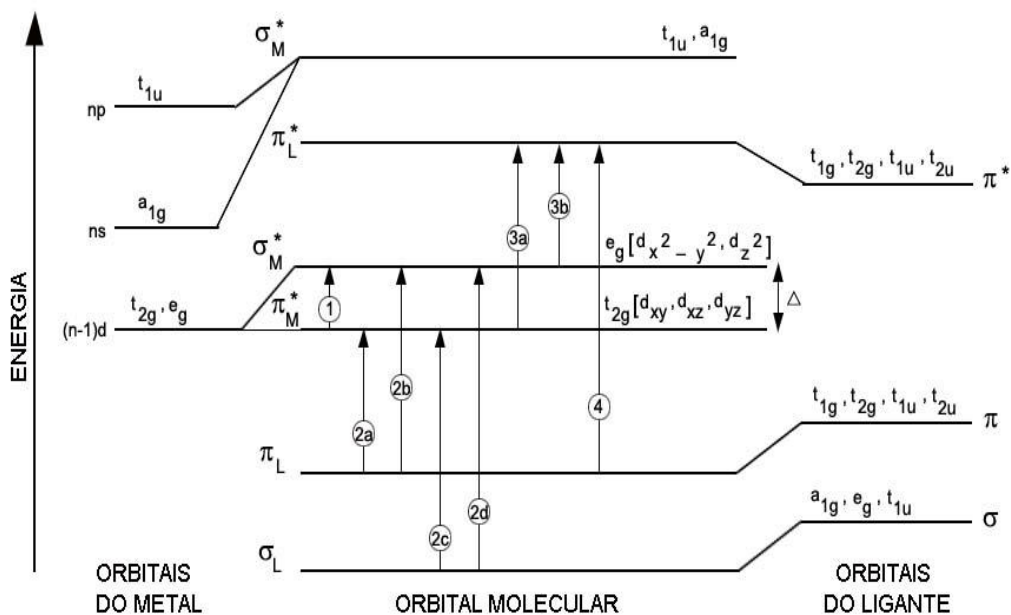 ENERGIA
σ*M
t1u , a1g
t1u
np
π*L
t1g, t2g, t1u, t2u
π*
a1g
ns
3b
3a
σ*M
eg[dx² – y², dz²]
t2g, eg
1
π*M
t2g[dxy, dxz, dyz]
△
(n-1)d
2b
4
2a
t1g, t2g, t1u, t2u
π
πL
a1g, eg, t1u
σ
2d
2c
σL
ORBITAIS
DO METAL
ORBITAL MOLECULAR
ORBITAIS
DO LIGANTE